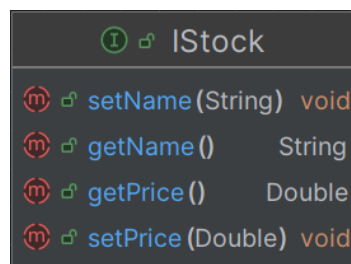 I IStock
m setName(String) void
m getName() String
m getPrice() Double
m setPrice(Double) void